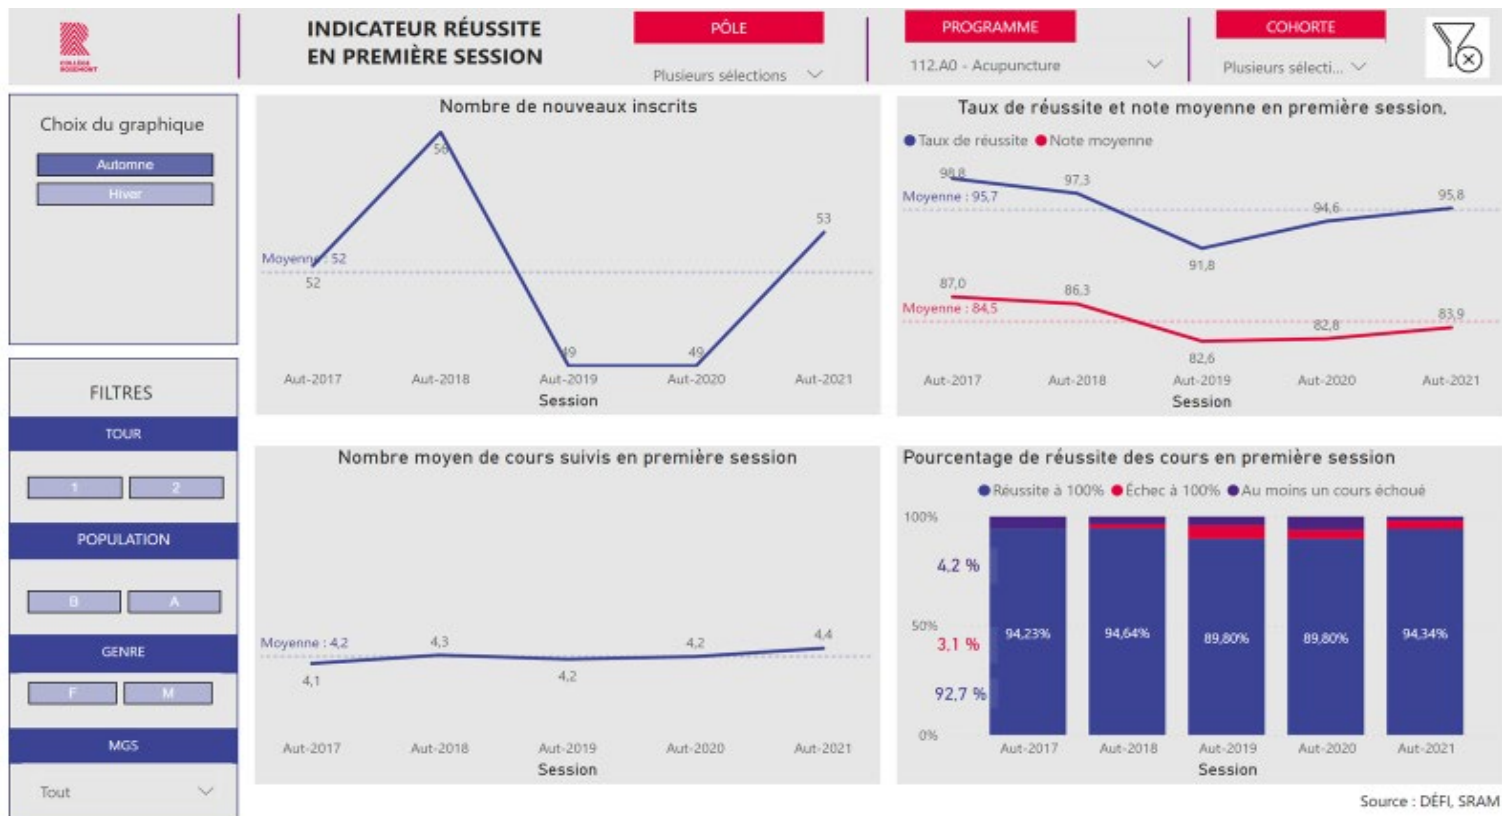 COLLÈGE
ROSEMONT
INDICATEUR RÉUSSITE
EN PREMIÈRE SESSION
PÔLE
Plusieurs sélections
PROGRAMME
112.A0 - Acupuncture
COHORTE
Plusieurs sélecti...
Choix du graphique
Automne
Hiver
FILTRES
TOUR
1 2
POPULATION
B A
GENRE
F M
MGS
Tout
Nombre de nouveaux inscrits
56
53
Moyenne : 52
52
49
49
Aut-2017 Aut-2018 Aut-2019 Aut-2020 Aut-2021
Session
Taux de réussite et note moyenne en première session,
Taux de réussite Note moyenne
98,8 97,3 91,8 94,6 95,8
Moyenne : 95,7
87,0 86,3 82,6 82,8 83,9
Moyenne : 84,5
Aut-2017 Aut-2018 Aut-2019 Aut-2020 Aut-2021
Session
Nombre moyen de cours suivis en première session
Moyenne : 4,2
4,1 4,3 4,2 4,2 4,4
Aut-2017 Aut-2018 Aut-2019 Aut-2020 Aut-2021
Session
Pourcentage de réussite des cours en première session
Réussite à 100% Échec à 100% Au moins un cours échoué
100%
4,2 %
50%
3,1 %
92,7 %
0%
94,23% 94,64% 89,80% 89,80% 94,34%
Aut-2017 Aut-2018 Aut-2019 Aut-2020 Aut-2021
Session
Source : DÉFI, SRAM